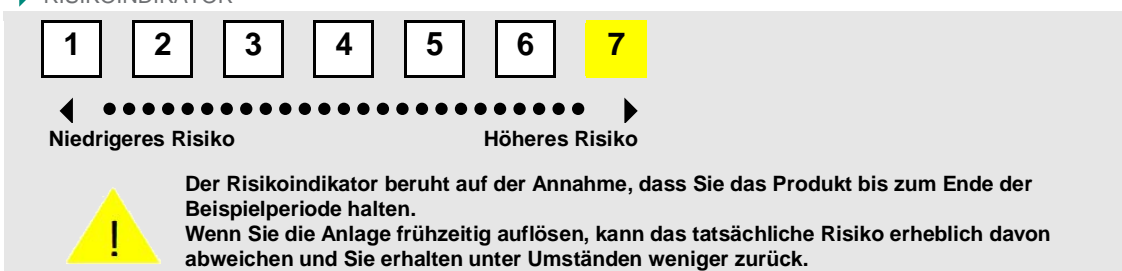 RISIKOINDIKATOR
1 2 3 4 5 6 7
Niedrigeres Risiko Höheres Risiko
Der Risikoindikator beruht auf der Annahme, dass Sie das Produkt bis zum Ende der
Beispielperiode halten.
Wenn Sie die Anlage frühzeitig auflösen, kann das tatsächliche Risiko erheblich davon
abweichen und Sie erhalten unter Umständen weniger zurück.
!